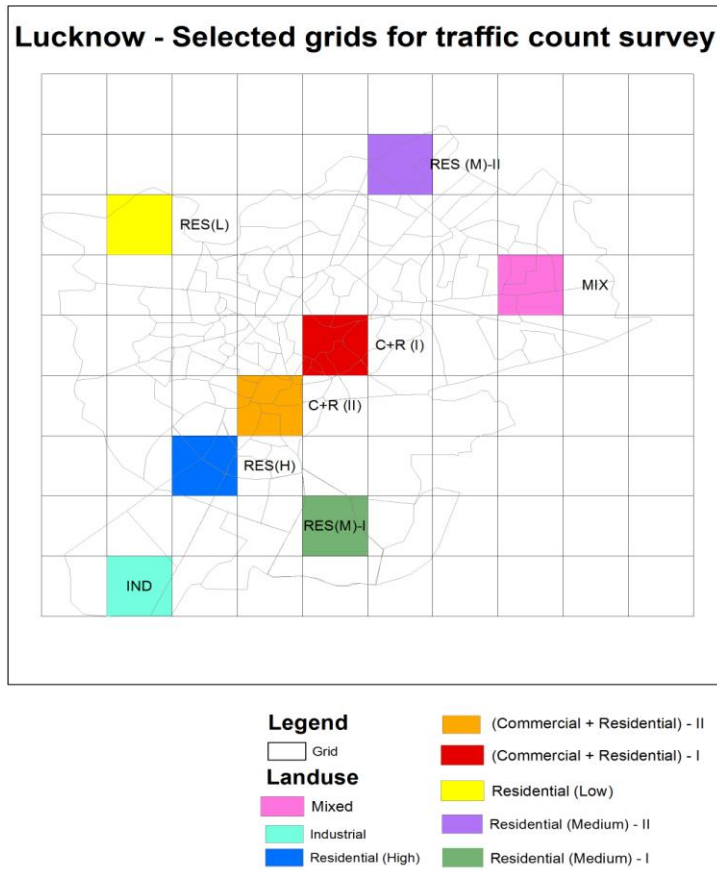 Lucknow - Selected grids for traffic count survey
RES (M)-II
RES(L)
MIX
C+R (I)
C+R (II)
RES(H)
RES(M)-I
IND
Legend
Grid
Landuse
Mixed
Industrial
Residential (High)
(Commercial + Residential) - II
(Commercial + Residential) - I
Residential (Low)
Residential (Medium) - II
Residential (Medium) - I